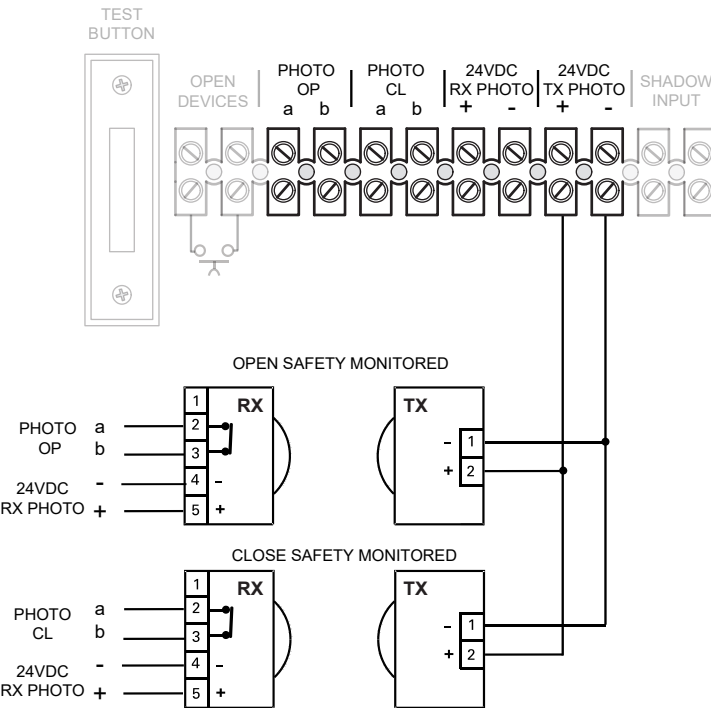 TEST
BUTTON
OPEN
DEVICES
PHOTO
OP
a b
PHOTO
CL
a b
24VDC
RX PHOTO
+ -
24VDC
TX PHOTO
+ -
SHADOW
INPUT
OPEN SAFETY MONITORED
PHOTO
OP
a
b
24VDC
RX PHOTO
-
+
1
2
3
4 -
5 +
RX
TX
- 1
+ 2
CLOSE SAFETY MONITORED
PHOTO
CL
a
b
24VDC
RX PHOTO
-
+
1
2
3
4 -
5 +
RX
TX
- 1
+ 2